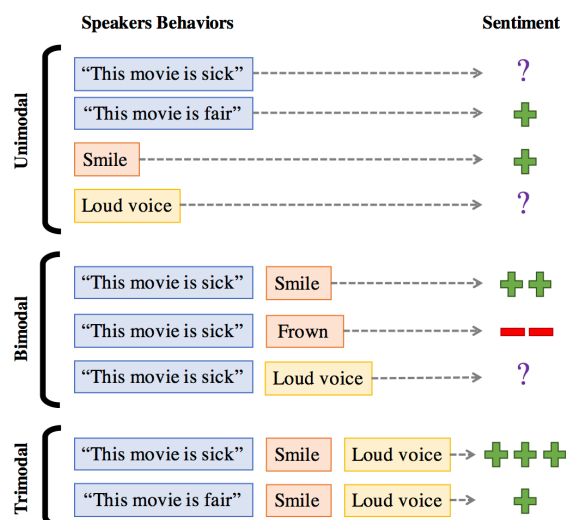 Speakers Behaviors Sentiment
Unimodal
“This movie is sick” ?
“This movie is fair”
Smile
Loud voice ?
Bimodal
“This movie is sick” Smile
“This movie is sick” Frown
“This movie is sick” Loud voice ?
Trimodal
“This movie is sick” Smile Loud voice
“This movie is fair” Smile Loud voice